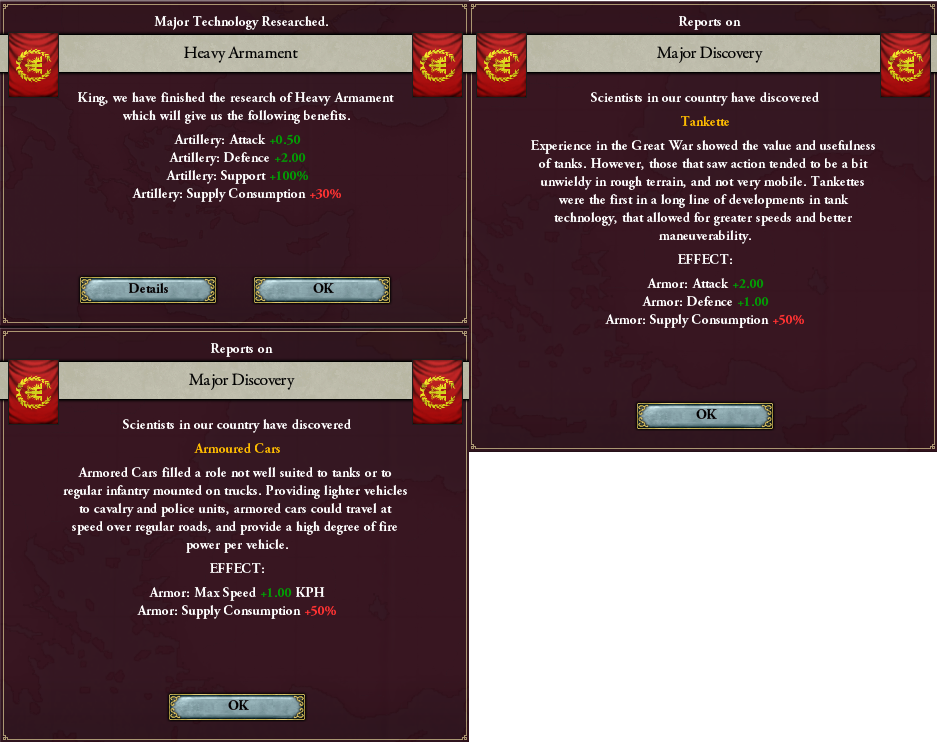 Major Technology Researched.
Heavy Armament
King, we have finished the research of Heavy Armament
which will give us the following benefits.
Artillery: Attack +0.50
Artillery: Defence +2.00
Artillery: Support +100%
Artillery: Supply Consumption +30%
Details
OK
Reports on
Major Discovery
Scientists in our country have discovered
Tankette
Experience in the Great War showed the value and usefulness
of tanks. However, those that saw action tended to be a bit
unwieldy in rough terrain, and not very mobile. Tankettes
were the first in a long line of developments in tank
technology, that allowed for greater speeds and better
maneuverability.
EFFECT:
Armor: Attack +2.00
Armor: Defence +1.00
Armor: Supply Consumption +50%
OK
Reports on
Major Discovery
Scientists in our country have discovered
Armoured Cars
Armored Cars filled a role not well suited to tanks or to
regular infantry mounted on trucks. Providing lighter vehicles
to cavalry and police units, armored cars could travel at
speed over regular roads, and provide a high degree of fire
power per vehicle.
EFFECT:
Armor: Max Speed +1.00 KPH
Armor: Supply Consumption +50%
OK